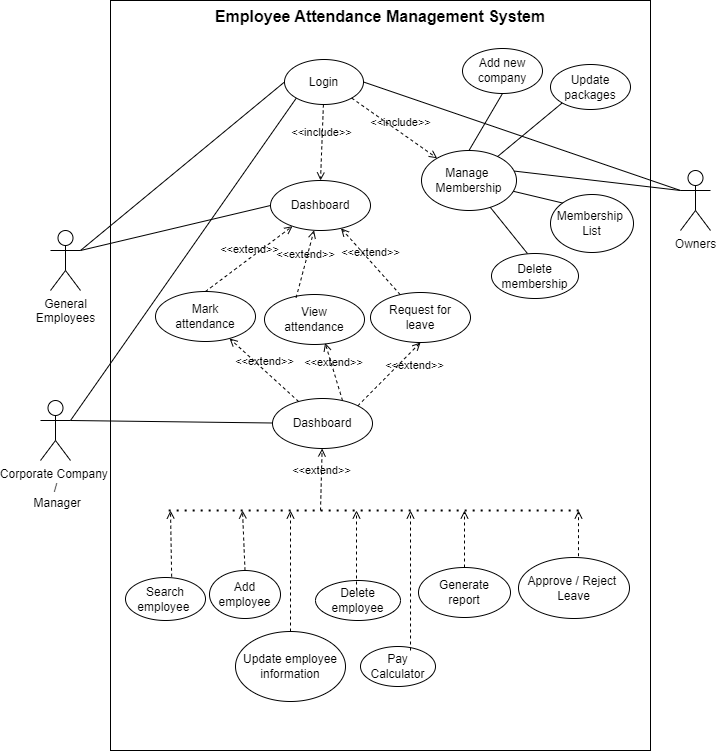 Employee Attendance Management System
Login
Add new
company
Update
packages
<<include>>
<<include>>
Manage
Membership
Dashboard
Membership
List
Owners
<<extend>>
<<extend>>
<<extend>>
Delete
membership
General
Employees
Mark
attendance
View
attendance
Request for
leave
<<extend>>
<<extend>>
<<extend>>
Dashboard
Corporate Company
/
Manager
<<extend>>
Search
employee
Add
employee
Delete
employee
Generate
report
Approve / Reject
Leave
Update employee
information
Pay
Calculator